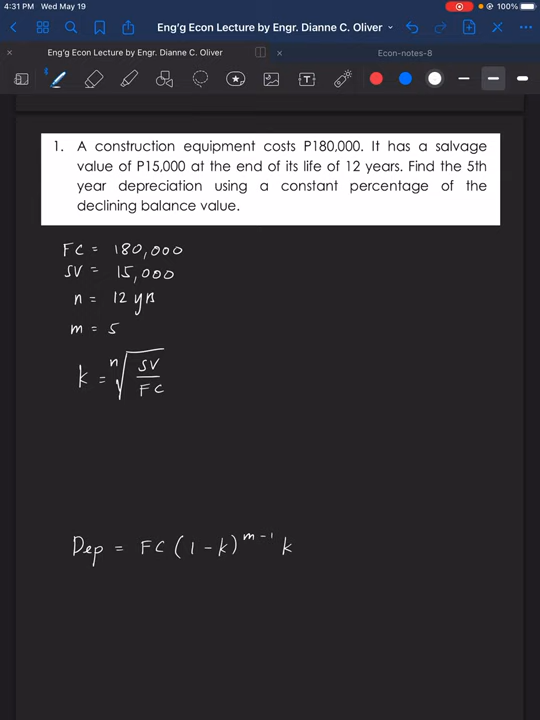 4:31 PM Wed May 19
100%
Eng'g Econ Lecture by Engr. Dianne C. Oliver
Eng'g Econ Lecture by Engr. Dianne C. Oliver
Econ-notes-8
1. A construction equipment costs P180,000. It has a salvage
value of P15,000 at the end of its life of 12 years. Find the 5th
year depreciation using a constant percentage of the
declining balance value.
FC = 180,000
SV = 15,000
n = 12 yrs
m = 5
k = ⁿ√(SV/FC)
Dep = FC (1 - k)^(m-1) k